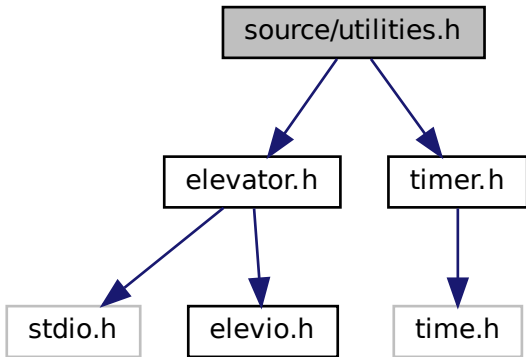 source/utilities.h
elevator.h
timer.h
stdio.h
elevio.h
time.h